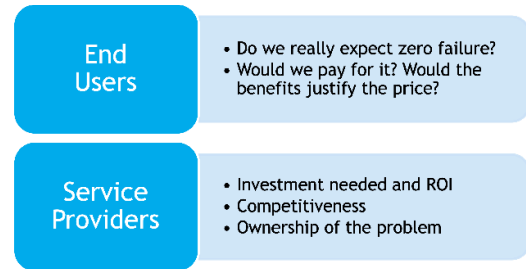 End
Users
• Do we really expect zero failure?
• Would we pay for it? Would the
benefits justify the price?
Service
Providers
• Investment needed and ROI
• Competitiveness
• Ownership of the problem